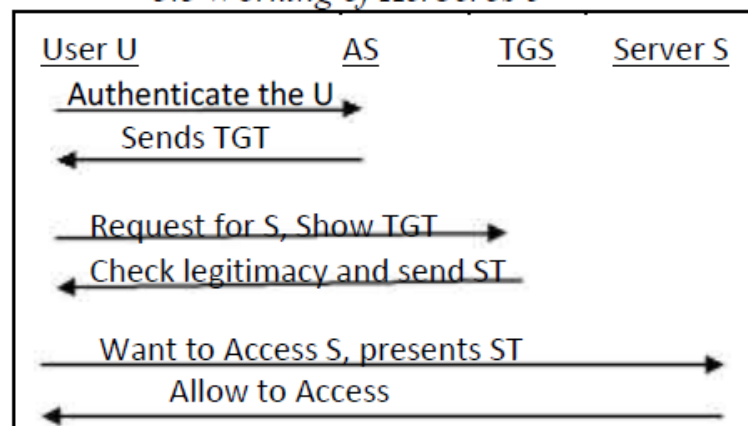 User U AS TGS Server S
Authenticate the U
Sends TGT
Request for S, Show TGT
Check legitimacy and send ST
Want to Access S, presents ST
Allow to Access